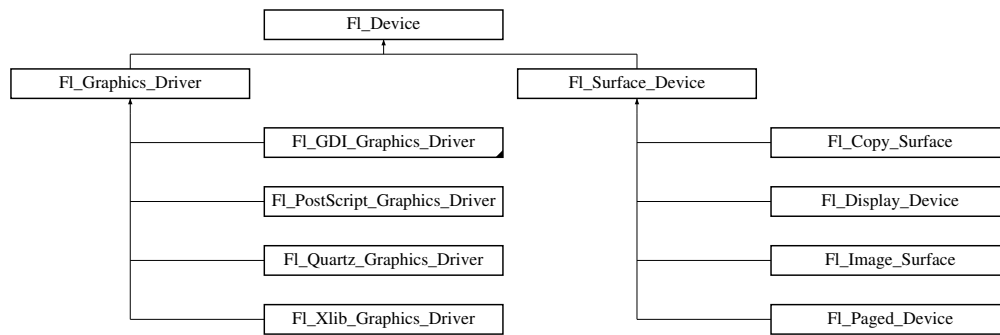 Fl_Device
Fl_Graphics_Driver
Fl_Surface_Device
Fl_GDI_Graphics_Driver
Fl_Copy_Surface
Fl_PostScript_Graphics_Driver
Fl_Display_Device
Fl_Quartz_Graphics_Driver
Fl_Image_Surface
Fl_Xlib_Graphics_Driver
Fl_Paged_Device